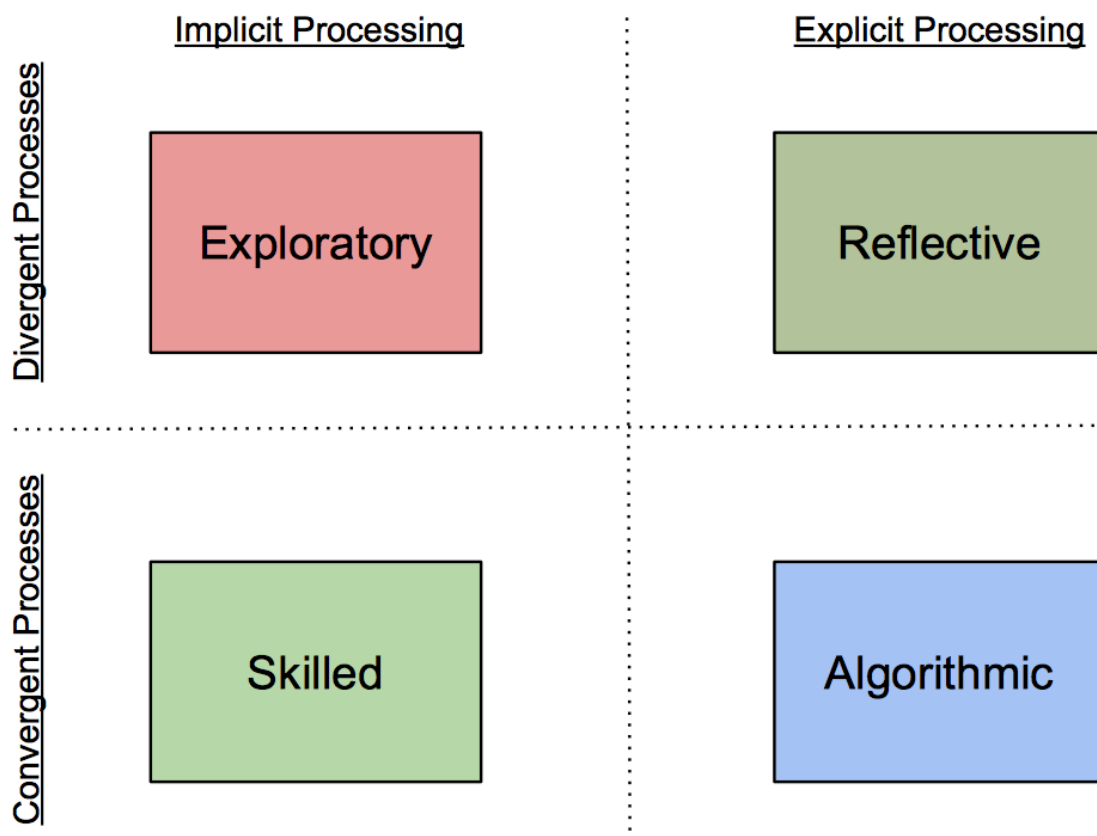 Implicit Processing
Explicit Processing
Divergent Processes
Exploratory
Reflective
Convergent Processes
Skilled
Algorithmic